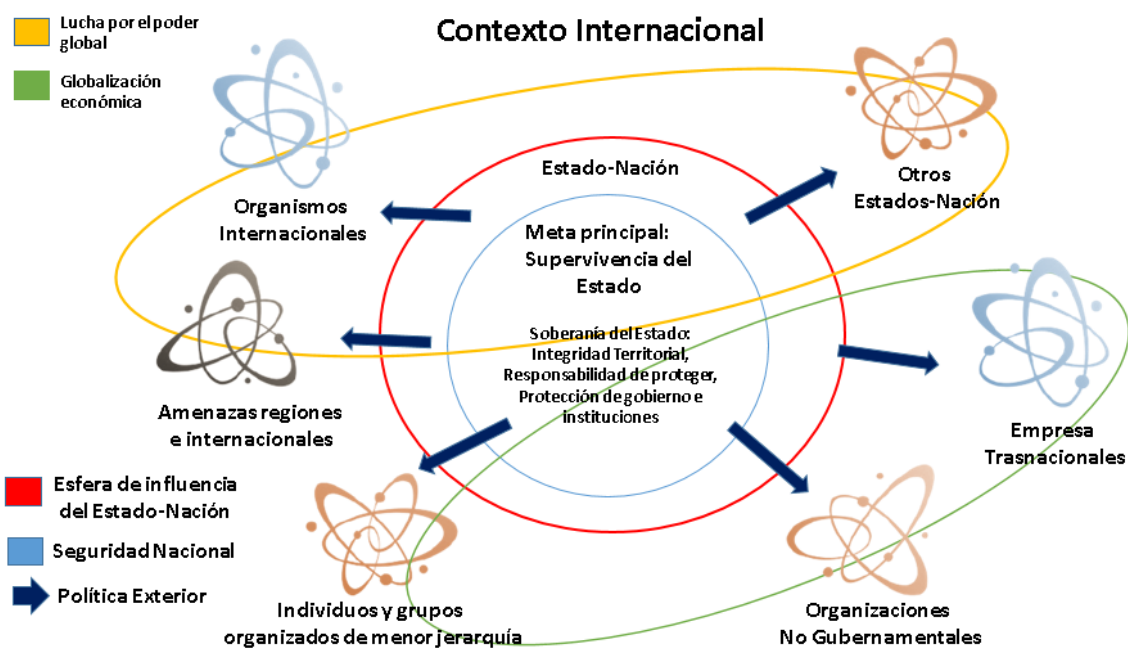 Lucha por el poder
global
Globalización
económica
Contexto Internacional
Organismos
Internacionales
Estado-Nación
Otros
Estados-Nación
Meta principal:
Supervivencia del
Estado
Soberanía del Estado:
Integridad Territorial,
Responsabilidad de proteger,
Protección de gobierno e
instituciones
Amenazas regiones
e internacionales
Empresa
Trasnacionales
Esfera de influencia
del Estado-Nación
Seguridad Nacional
Política Exterior
Individuos y grupos
organizados de menor jerarquía
Organizaciones
No Gubernamentales